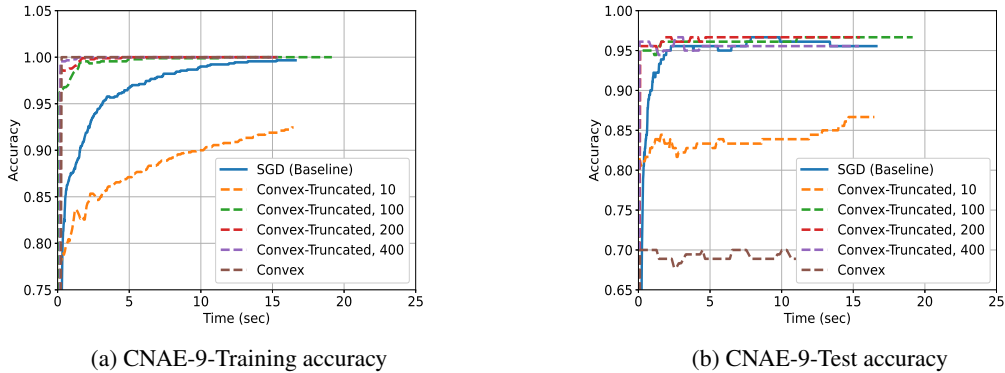 1.05
1.00
0.95
0.90
0.85
0.80
0.75
Accuracy
0
5
10
15
20
25
Time (sec)
SGD (Baseline)
Convex-Truncated, 10
Convex-Truncated, 100
Convex-Truncated, 200
Convex-Truncated, 400
Convex
(a) CNAE-9-Training accuracy
1.00
0.95
0.90
0.85
0.80
0.75
0.70
0.65
Accuracy
0
5
10
15
20
25
Time (sec)
SGD (Baseline)
Convex-Truncated, 10
Convex-Truncated, 100
Convex-Truncated, 200
Convex-Truncated, 400
Convex
(b) CNAE-9-Test accuracy